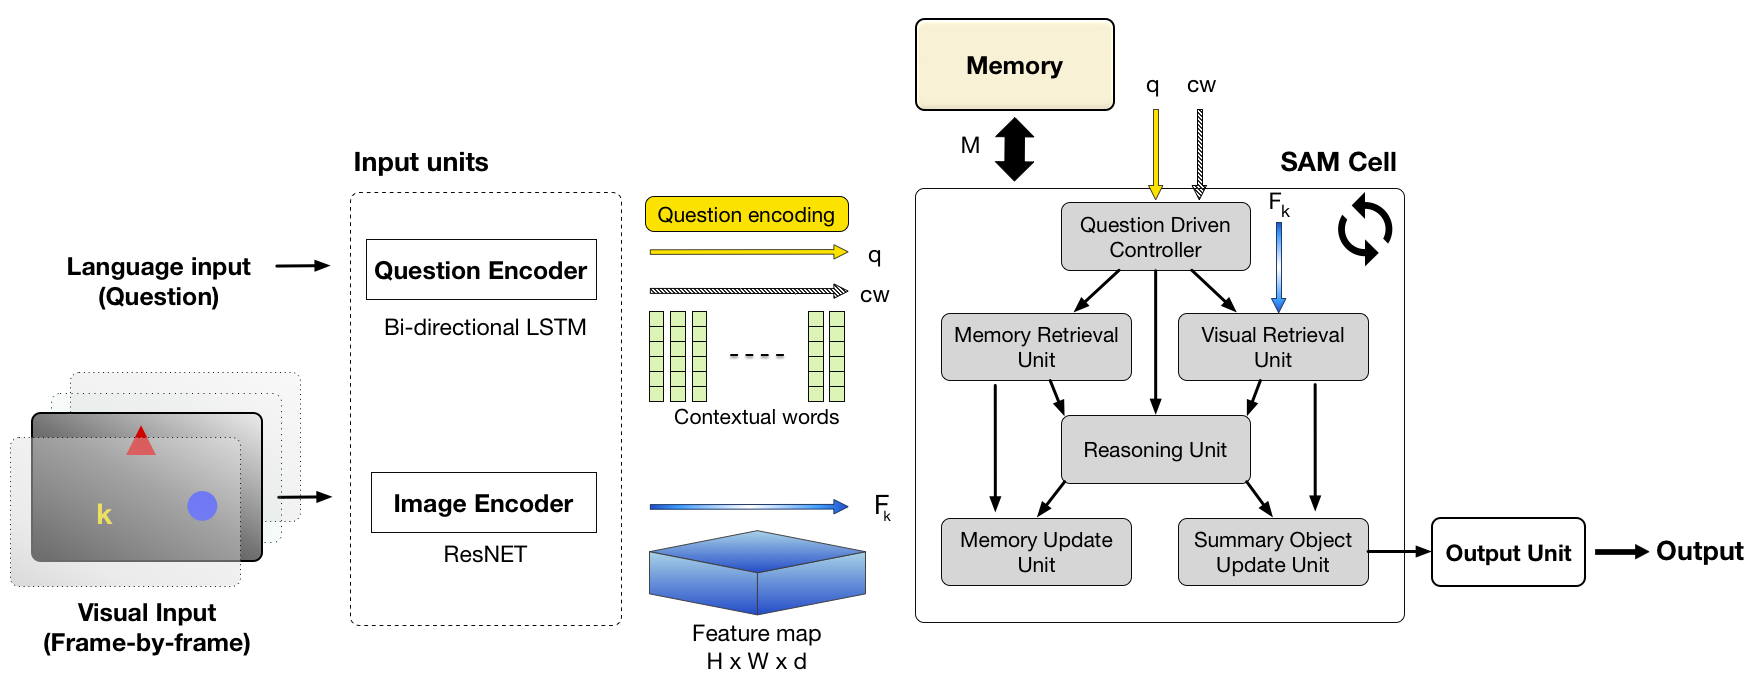 Memory
q
cw
M
Input units
SAM Cell
Question encoding
Fk
Question Driven
Controller
q
Language input
(Question)
Question Encoder
cw
Bi-directional LSTM
Memory Retrieval
Unit
Visual Retrieval
Unit
Contextual words
Reasoning Unit
k
Image Encoder
Fk
ResNET
Memory Update
Unit
Summary Object
Update Unit
Output Unit
Output
Visual Input
(Frame-by-frame)
Feature map
H x W x d